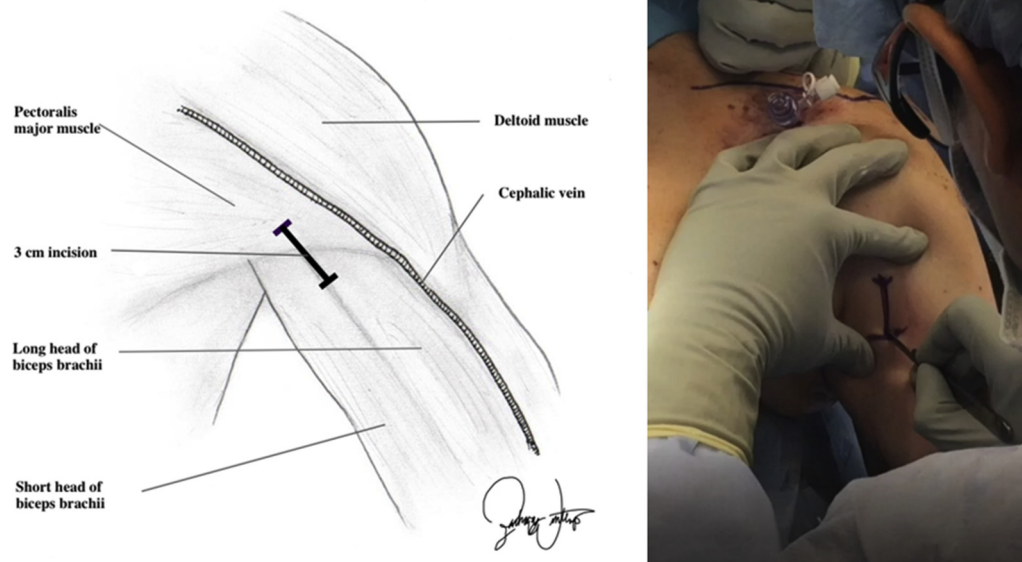 Pectoralis
major muscle
Deltoid muscle
Cephalic vein
3 cm incision
Long head of
biceps brachii
Short head of
biceps brachii